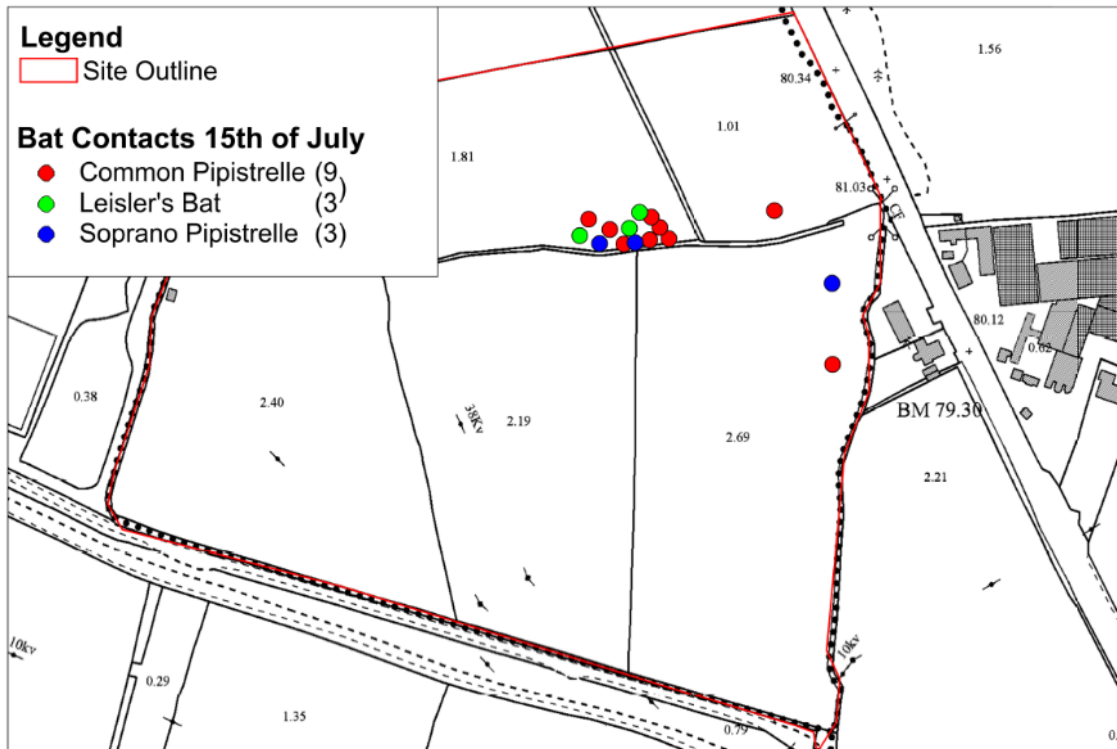 Legend
Site Outline
Bat Contacts 15th of July
Common Pipistrelle (9)
Leisler's Bat (3)
Soprano Pipistrelle (3)
1.56
80.34
1.01
1.81
81.03
CF
80.12
0.62
0.38
2.40
38Kv
2.19
2.69
BM 79.30
2.21
10kv
10kv
0.29
1.35
0.79